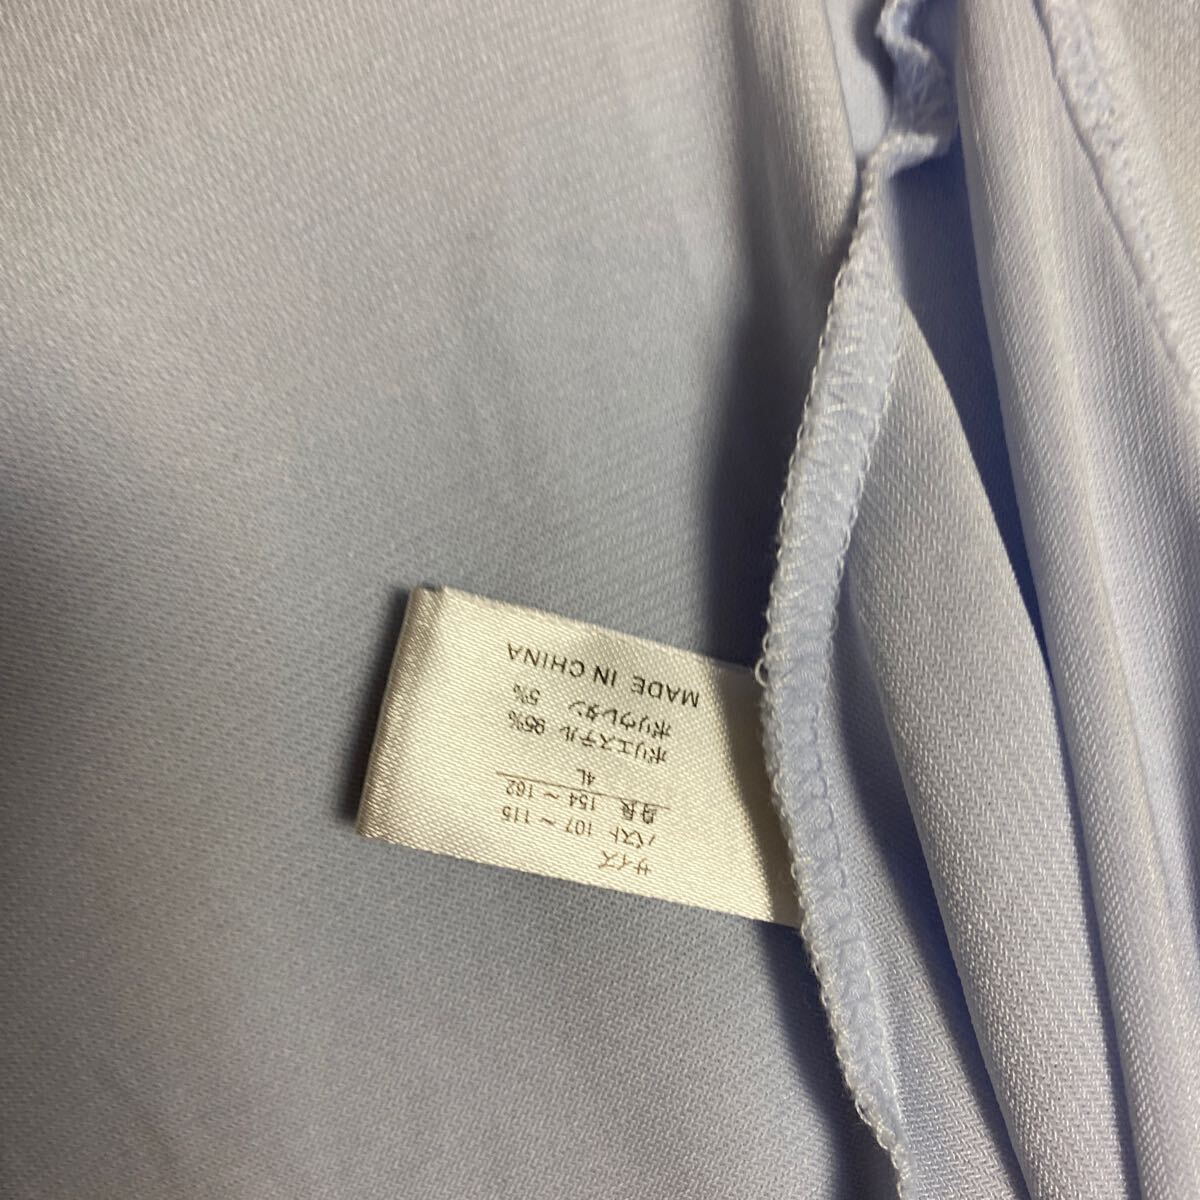 サイズ
バスト 107～115
身長 154～162
4L
ポリエステル 95%
ポリウレタン 5%
MADE IN CHINA